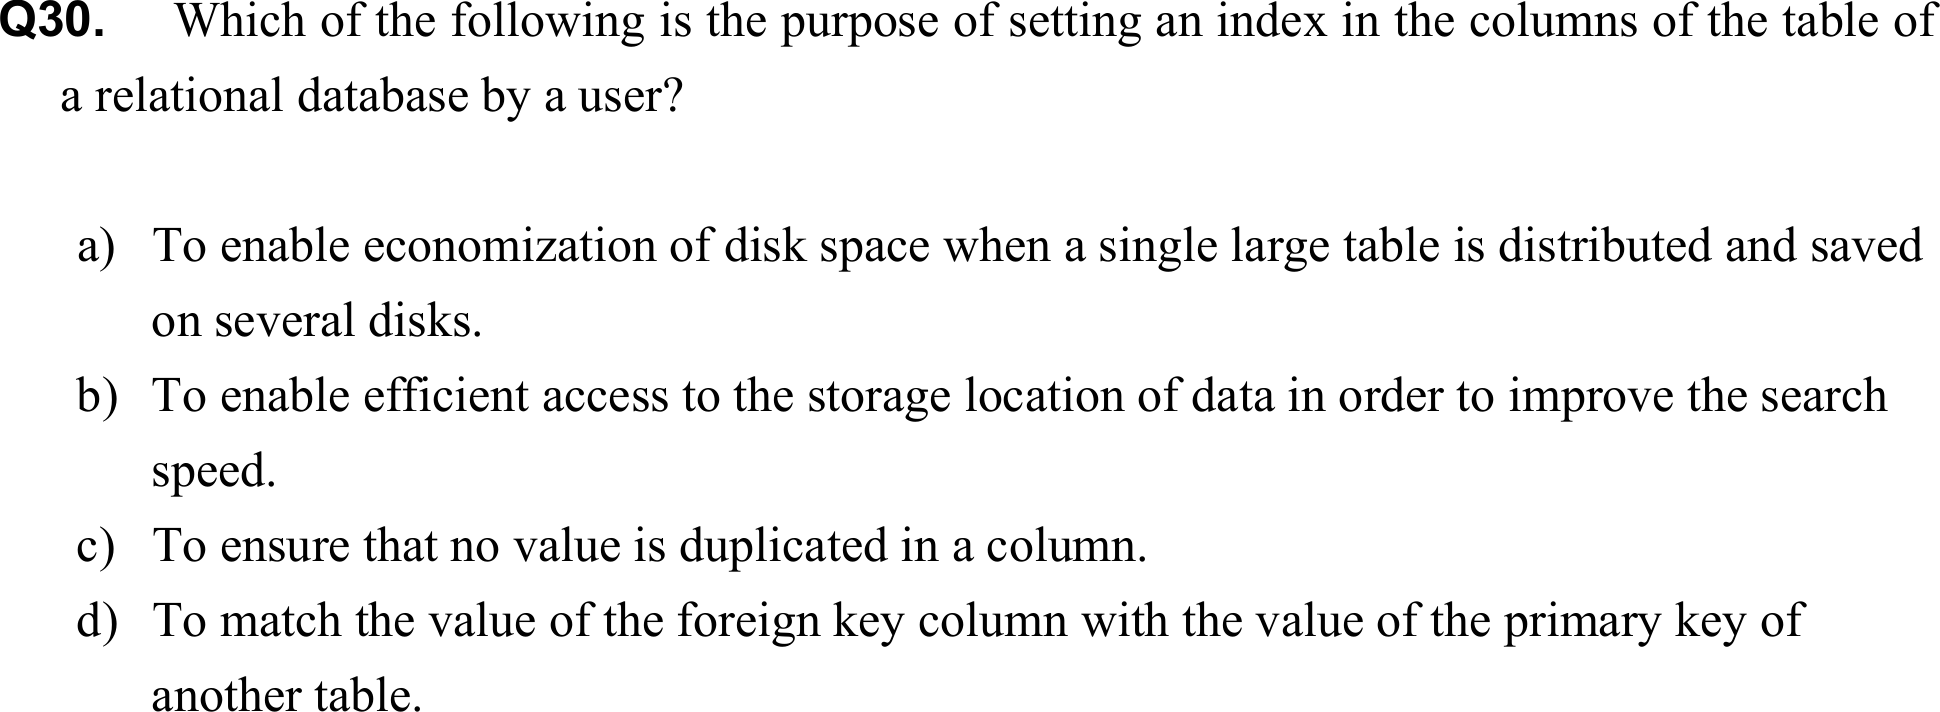 Q30. Which of the following is the purpose of setting an index in the columns of the table of
a relational database by a user?
a) To enable economization of disk space when a single large table is distributed and saved
on several disks.
b) To enable efficient access to the storage location of data in order to improve the search
speed.
c) To ensure that no value is duplicated in a column.
d) To match the value of the foreign key column with the value of the primary key of
another table.